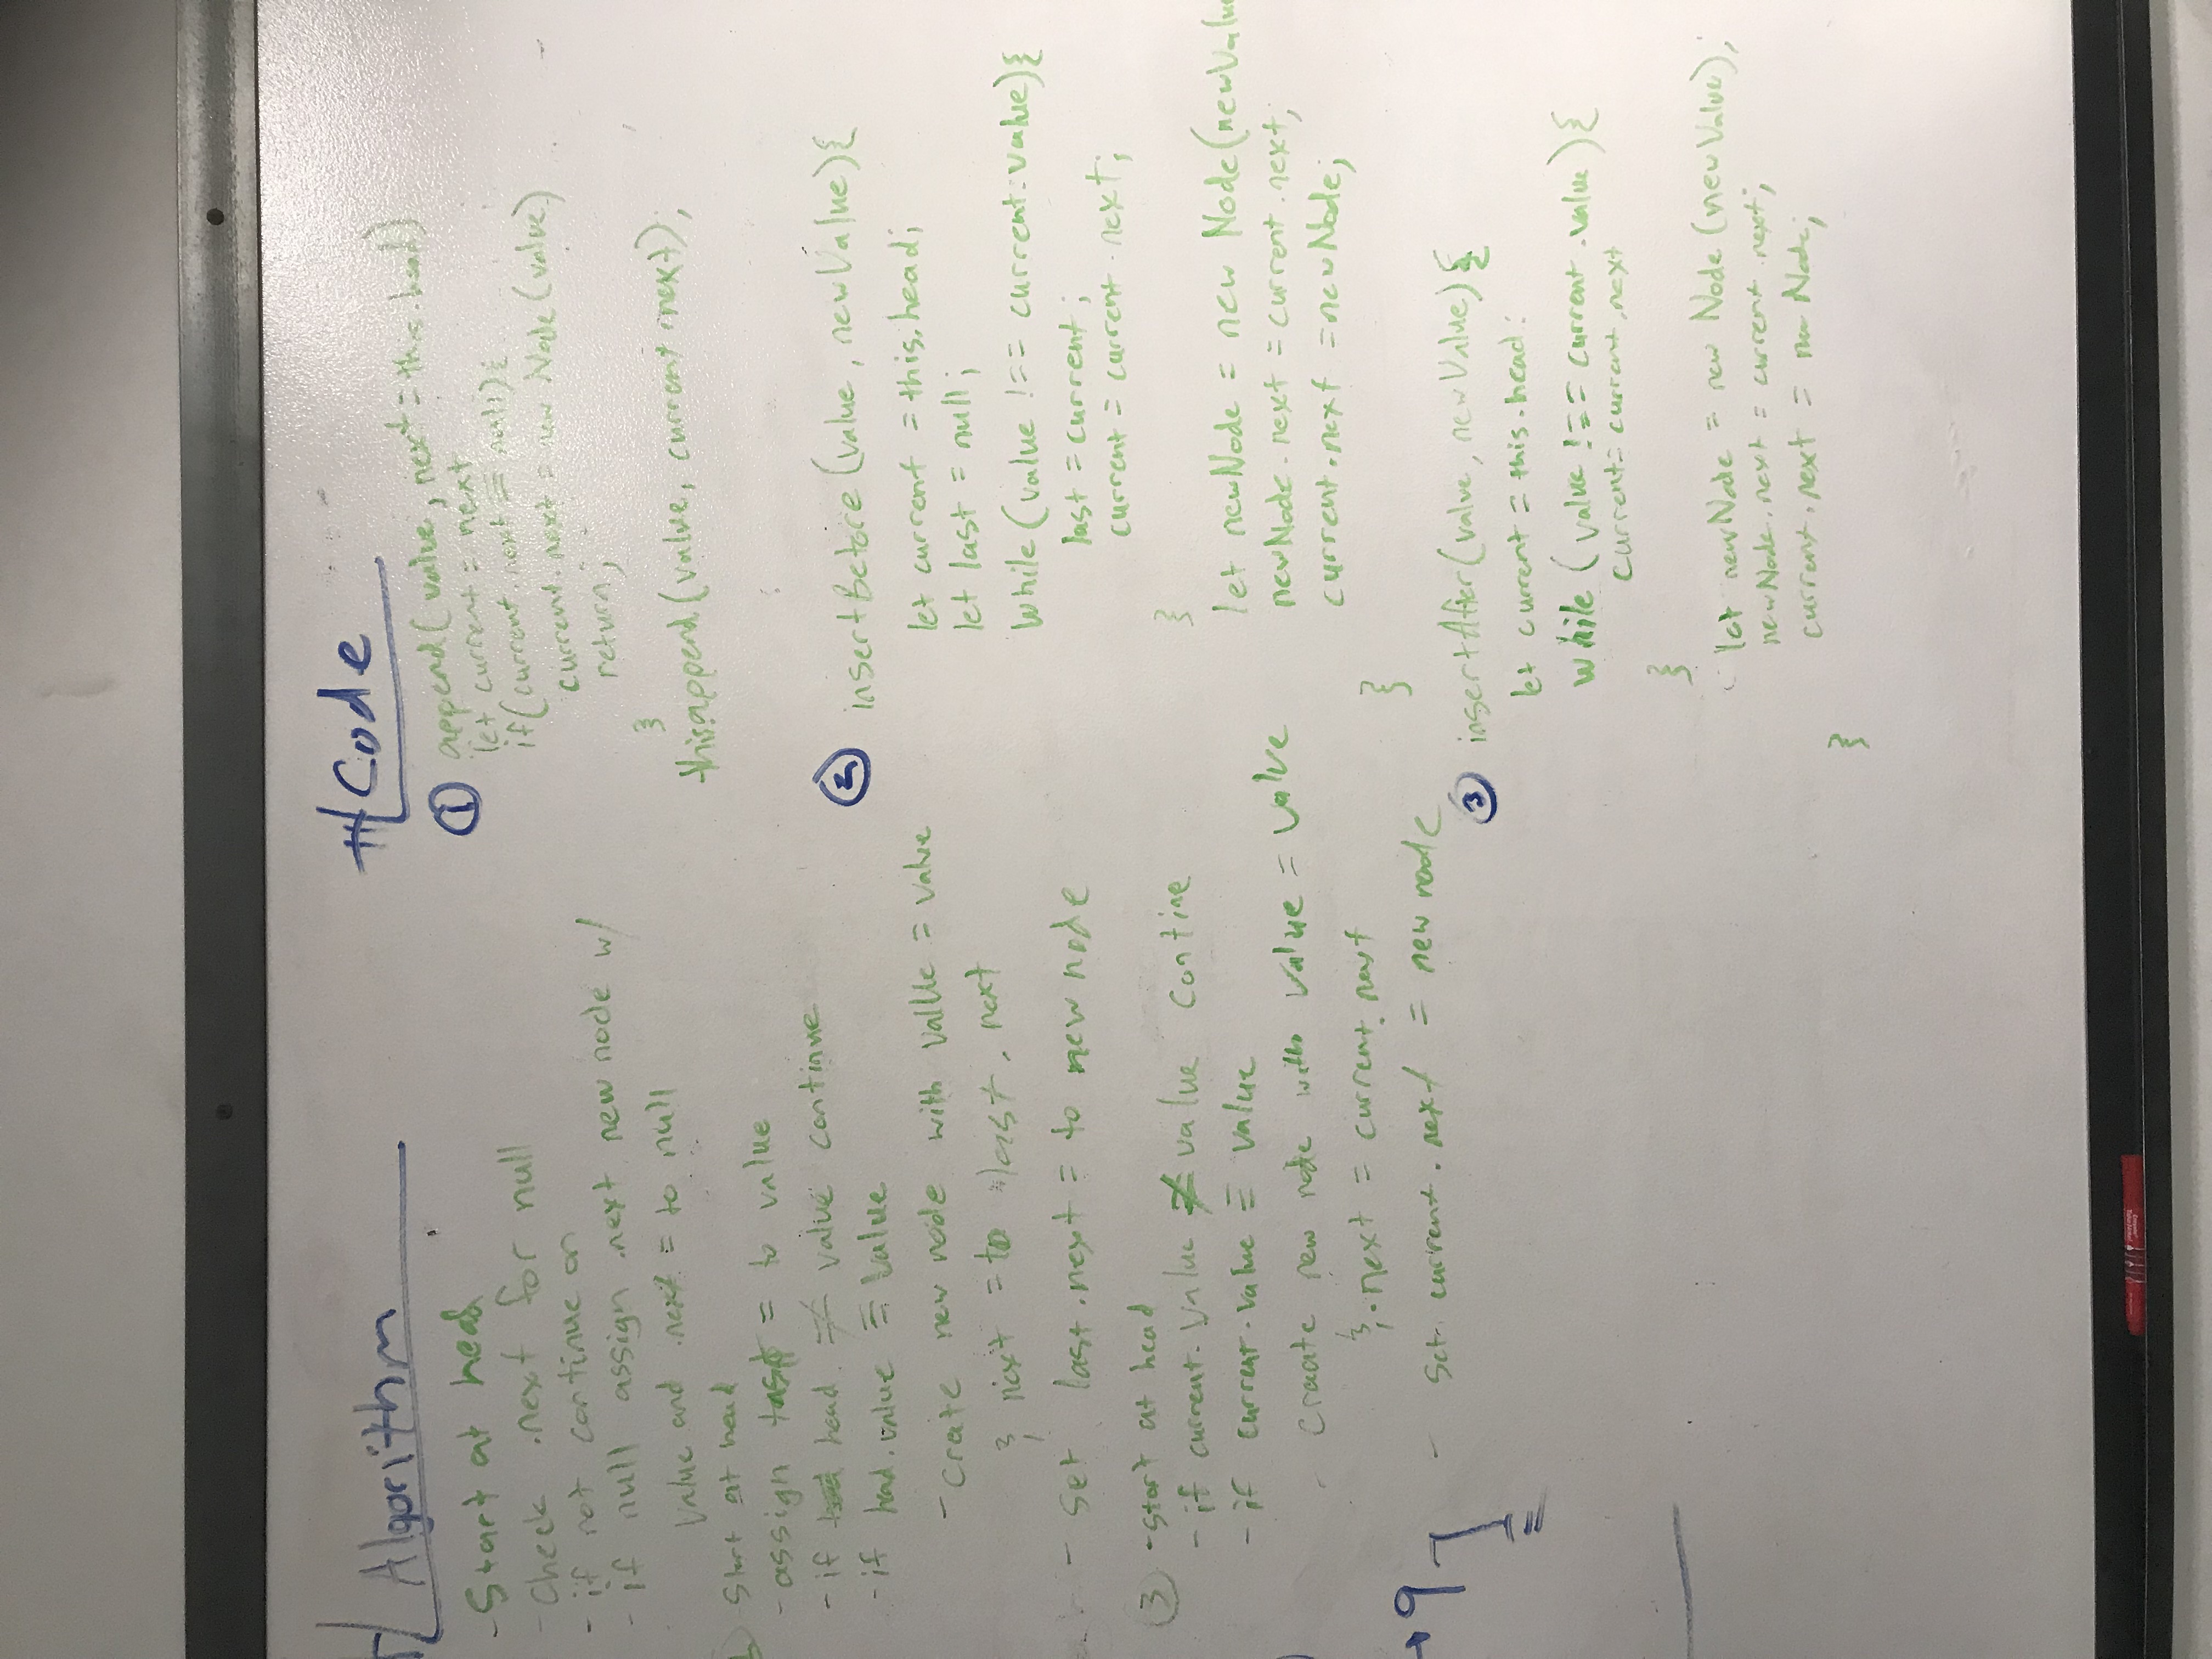 Algorithm
- Start at head
- Check .next for null
- if not continue on
- if null assign .next new node w/
value and .next = to null
Start at head
- assign last = to value
- if head ≠ value continue
- if head.value ≡ value
- Crate new node with value = value
& next = to last.next
- Set last.next = to new node
3 - start at head
- if current.value ≠ value contine
- if current.value ≡ value
- Creaate new node with value = value
& .next = current.next
- Set current.next = new node
→ 9
# Code
1 append(value, next = this.head)
let current = next
if(current.next ≡ null){
current.next = new Node(value)
return;
}
this.append(value, current.next);
2 insertBefore(value, newValue){
let current = this.head;
let last = null;
while(value !== current.value){
last = current;
current = current.next;
}
let newNode = new Node(newValue
newNode.next = current.next;
current.next = newNode;
}
3 insertAfter(value, newValue){
let current = this.head;
while (value !== current.value){
current = current.next
}
let newNode = new Node(newValue);
newNode.next = current.next;
current.next = newNode;
}